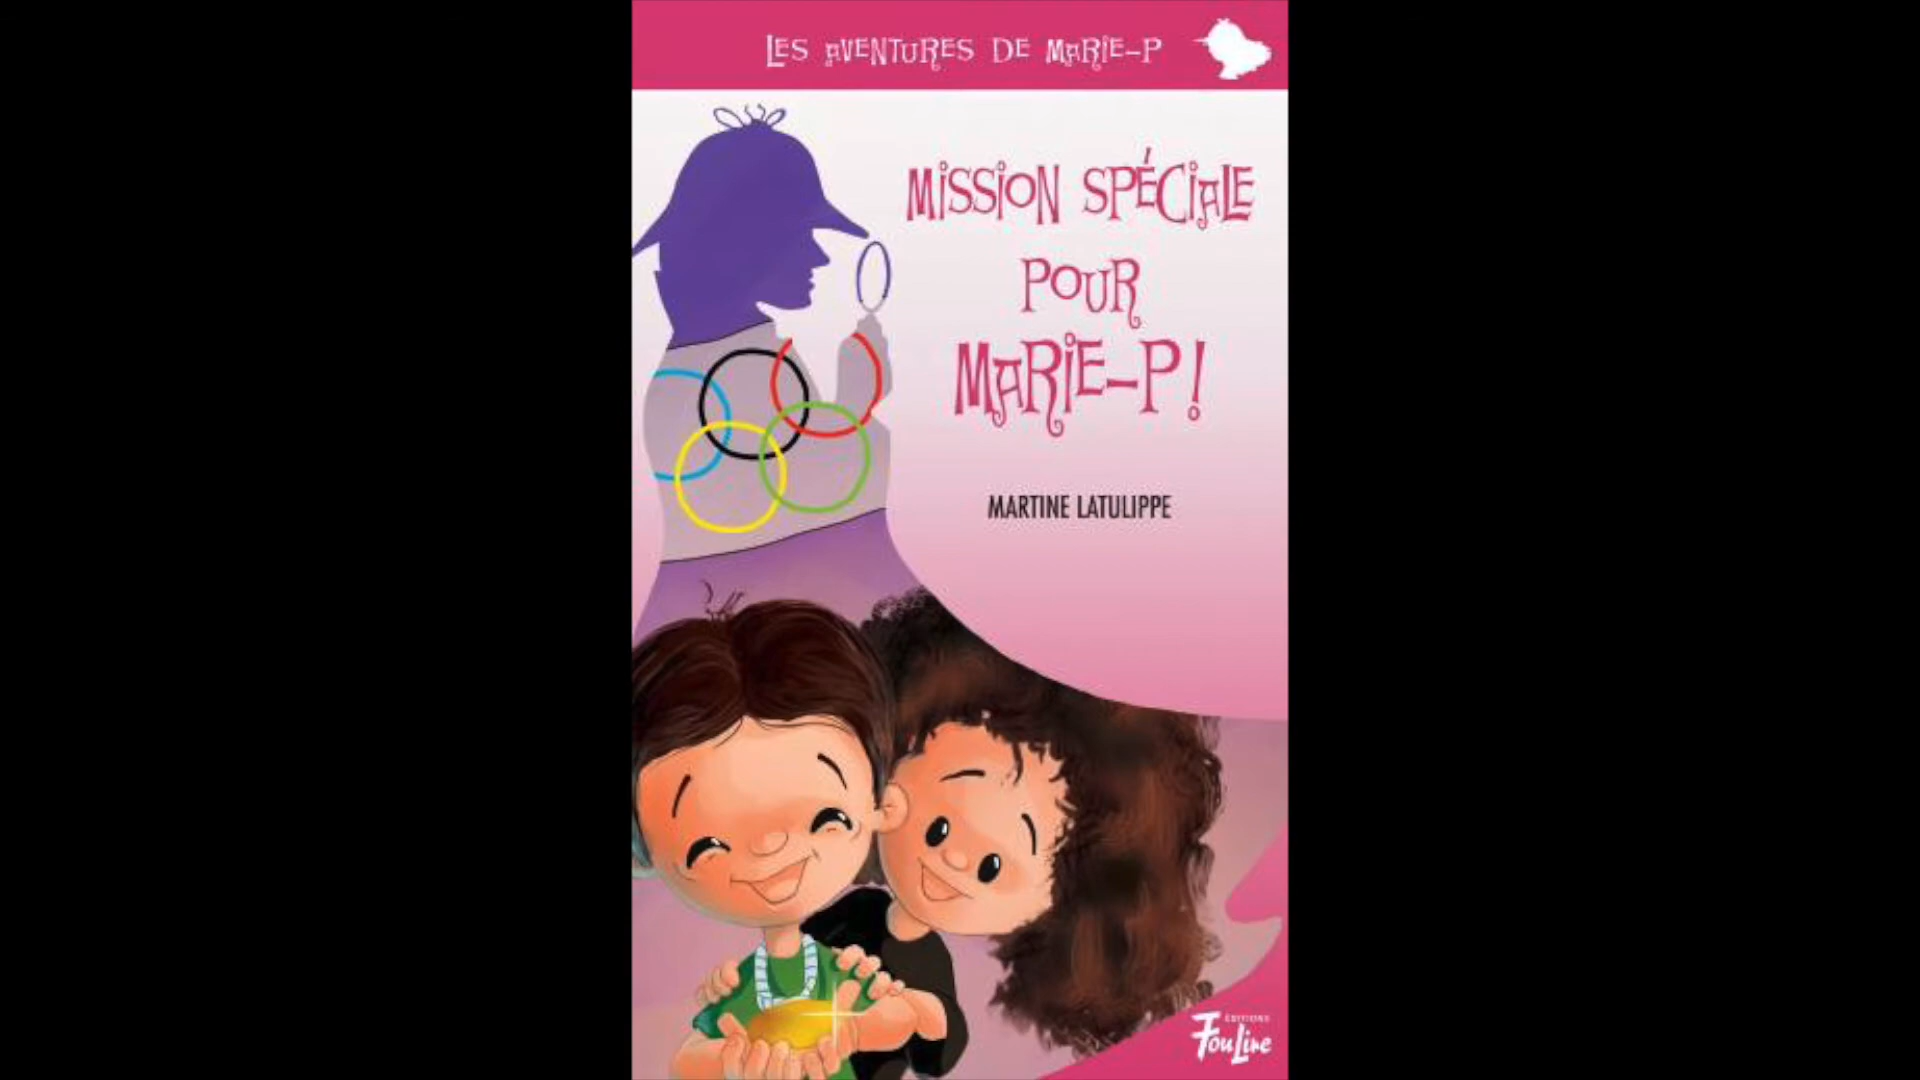 LES AVENTURES DE MARIE-P
MISSION SPÉCIALE
POUR
MARIE-P!
MARTINE LATULIPPE
ÉDITIONS
FouLire